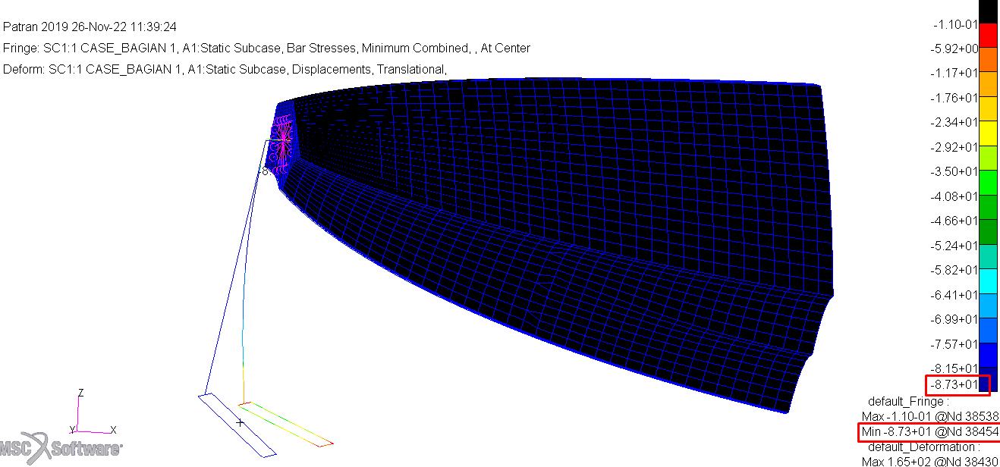 Patran 2019 26-Nov-22 11:39:24
Fringe: SC1:1 CASE_BAGIAN 1, A1:Static Subcase, Bar Stresses, Minimum Combined, , At Center
Deform: SC1:1 CASE_BAGIAN 1, A1:Static Subcase, Displacements, Translational,
-1.10-01
-5.92+00
-1.17+01
-1.76+01
-2.34+01
-2.92+01
-3.50+01
-4.08+01
-4.66+01
-5.24+01
-5.82+01
-6.41+01
-6.99+01
-7.57+01
-8.15+01
-8.73+01
default_Fringe :
Max -1.10-01 @Nd 38538
Min -8.73+01 @Nd 38454
default_Deformation :
Max 1.65+02 @Nd 38430
Z
Y
X
MSC Software